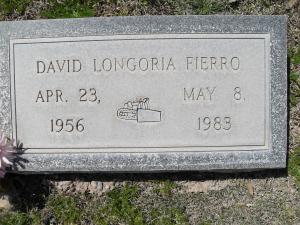 DAVID LONGORIA FIERRO
APR. 23, MAY 8,
1956 1983